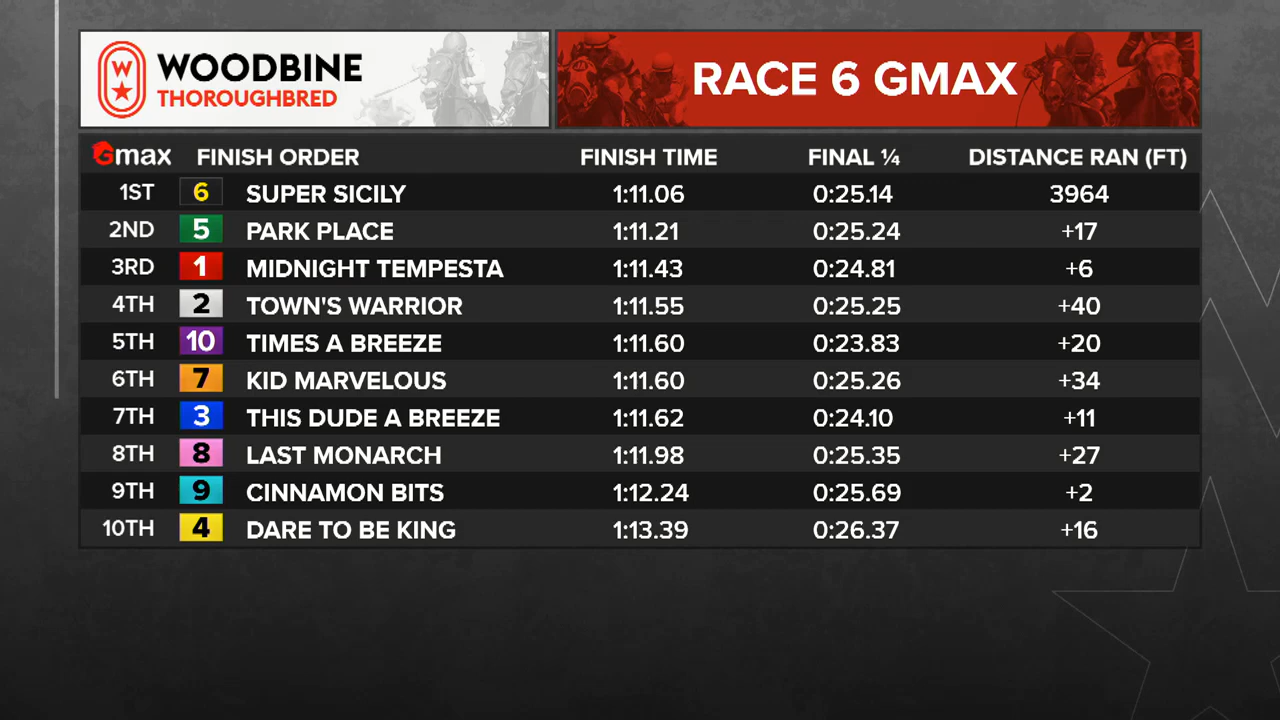 W WOODBINE
THOROUGHBRED
RACE 6 GMAX
Gmax FINISH ORDER FINISH TIME FINAL ¼ DISTANCE RAN (FT)
1ST 6 SUPER SICILY 1:11.06 0:25.14 3964
2ND 5 PARK PLACE 1:11.21 0:25.24 +17
3RD 1 MIDNIGHT TEMPESTA 1:11.43 0:24.81 +6
4TH 2 TOWN'S WARRIOR 1:11.55 0:25.25 +40
5TH 10 TIMES A BREEZE 1:11.60 0:23.83 +20
6TH 7 KID MARVELOUS 1:11.60 0:25.26 +34
7TH 3 THIS DUDE A BREEZE 1:11.62 0:24.10 +11
8TH 8 LAST MONARCH 1:11.98 0:25.35 +27
9TH 9 CINNAMON BITS 1:12.24 0:25.69 +2
10TH 4 DARE TO BE KING 1:13.39 0:26.37 +16